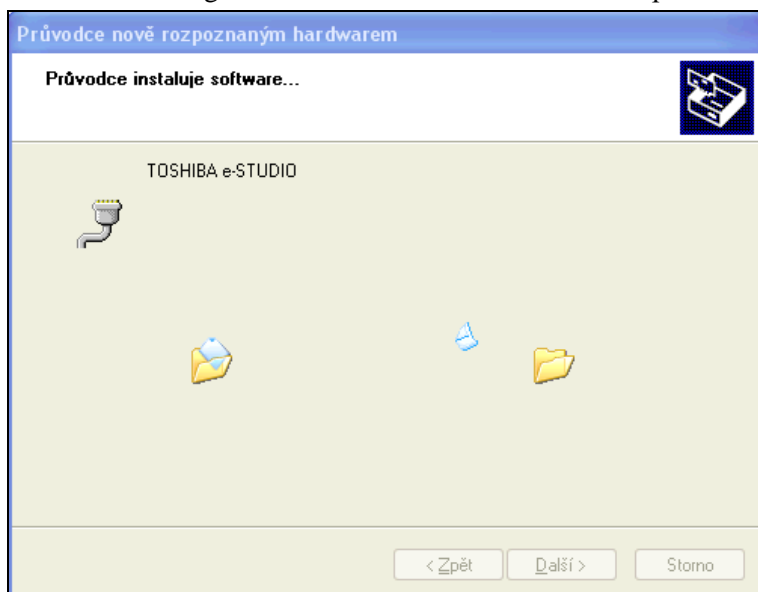 Průvodce nově rozpoznaným hardwarem
Průvodce instaluje software...
TOSHIBA e-STUDIO
< Zpět
Další >
Storno